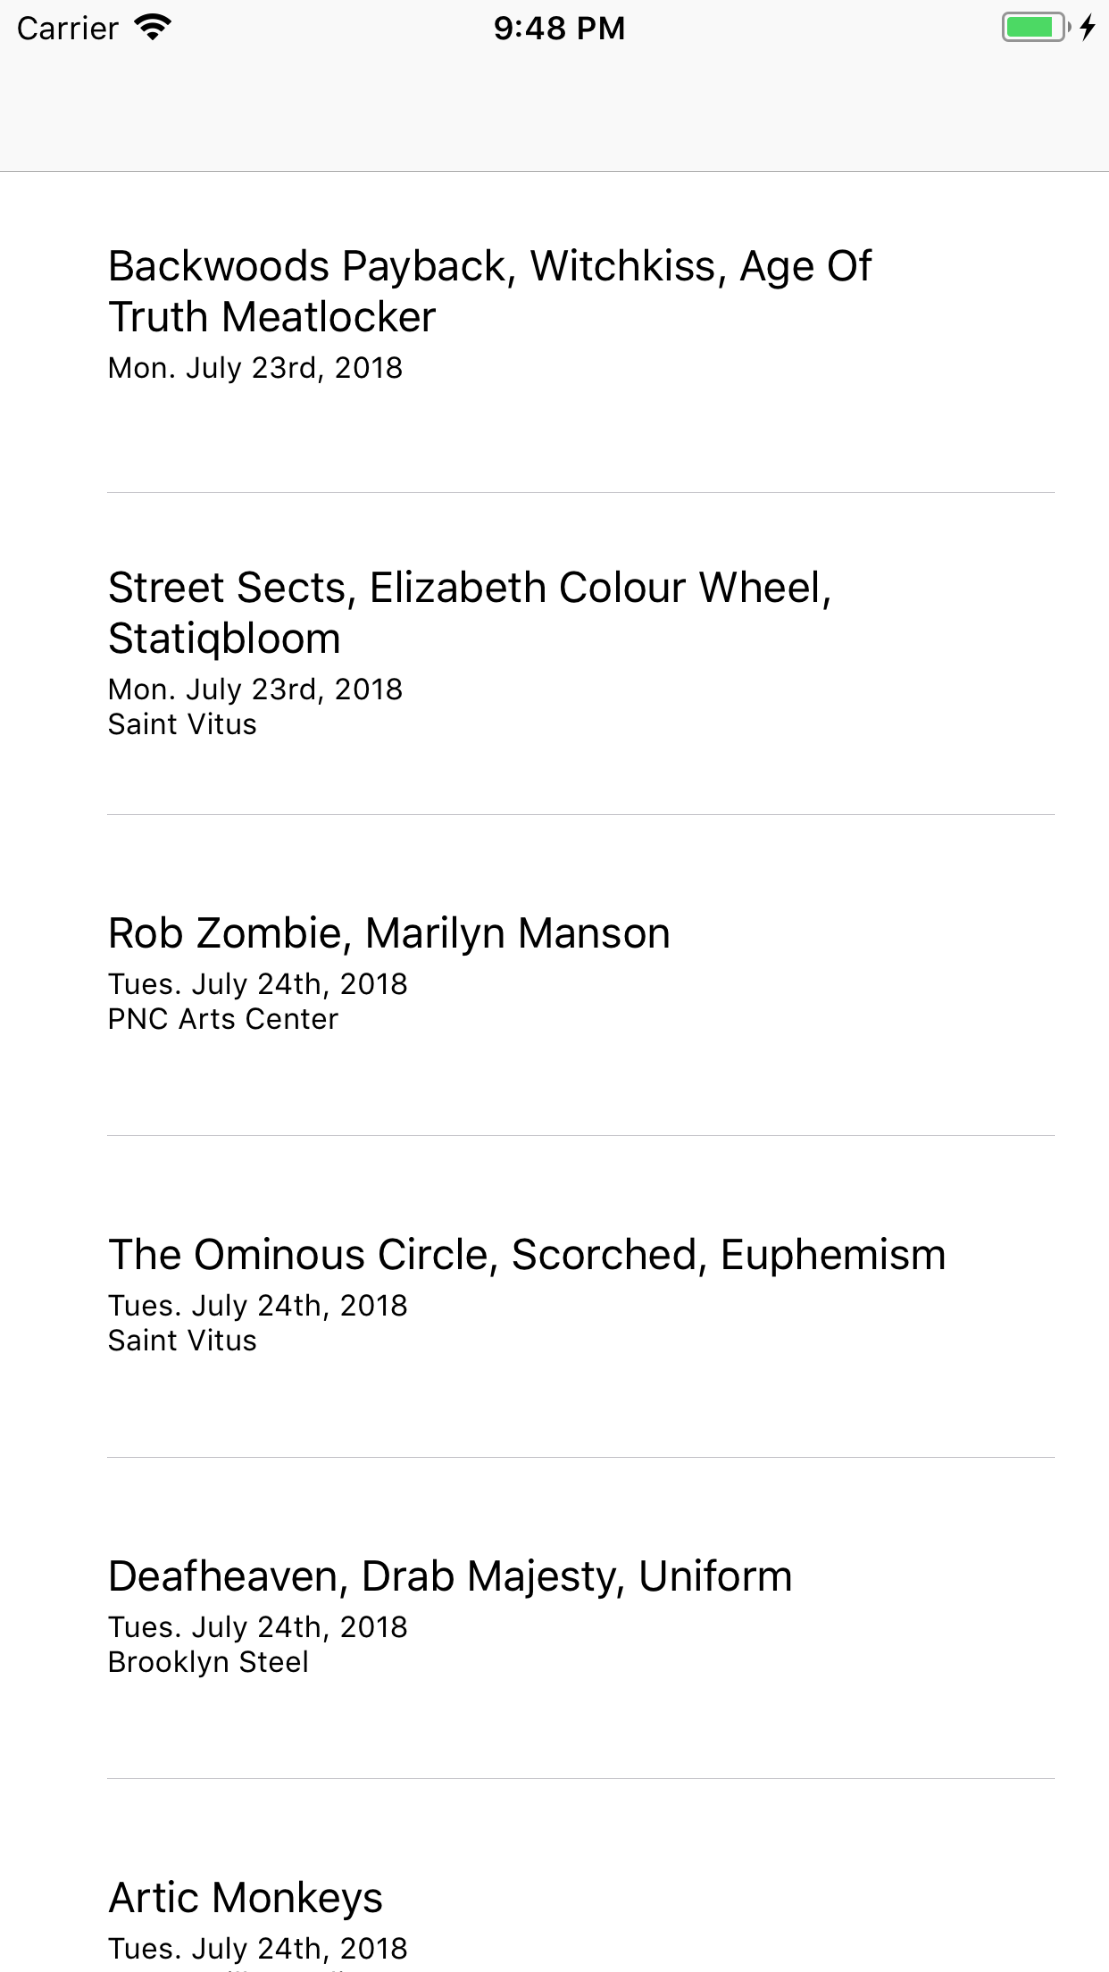 Carrier 9:48 PM
Backwoods Payback, Witchkiss, Age Of
Truth Meatlocker
Mon. July 23rd, 2018
Street Sects, Elizabeth Colour Wheel,
Statiqbloom
Mon. July 23rd, 2018
Saint Vitus
Rob Zombie, Marilyn Manson
Tues. July 24th, 2018
PNC Arts Center
The Ominous Circle, Scorched, Euphemism
Tues. July 24th, 2018
Saint Vitus
Deafheaven, Drab Majesty, Uniform
Tues. July 24th, 2018
Brooklyn Steel
Artic Monkeys
Tues. July 24th, 2018